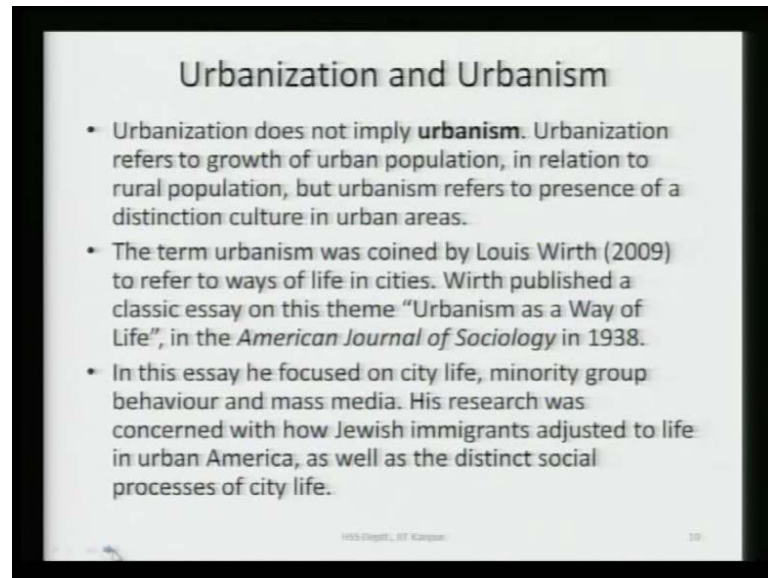 Urbanization and Urbanism
• Urbanization does not imply urbanism. Urbanization
refers to growth of urban population, in relation to
rural population, but urbanism refers to presence of a
distinction culture in urban areas.
• The term urbanism was coined by Louis Wirth (2009)
to refer to ways of life in cities. Wirth published a
classic essay on this theme “Urbanism as a Way of
Life”, in the American Journal of Sociology in 1938.
• In this essay he focused on city life, minority group
behaviour and mass media. His research was
concerned with how Jewish immigrants adjusted to life
in urban America, as well as the distinct social
processes of city life.
HSS Deptt., IIT Kanpur
10